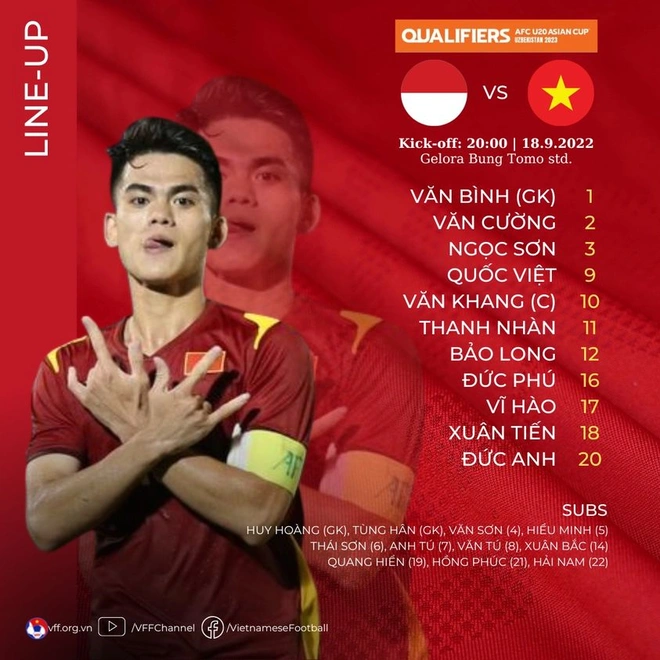 LINE-UP
QUALIFIERS AFC U20 ASIAN CUP
UZBEKISTAN 2023
VS
Kick-off: 20:00 | 18.9.2022
Gelora Bung Tomo std.
VĂN BÌNH (GK) 1
VĂN CƯỜNG 2
NGỌC SƠN 3
QUỐC VIỆT 9
VĂN KHANG (C) 10
THANH NHÀN 11
BẢO LONG 12
ĐỨC PHÚ 16
VĨ HÀO 17
XUÂN TIẾN 18
ĐỨC ANH 20
SUBS
HUY HOÀNG (GK), TÙNG HÂN (GK), VĂN SƠN (4), HIỂU MINH (5)
THÁI SƠN (6), ANH TÚ (7), VĂN TÚ (8), XUÂN BẮC (14)
QUANG HIỂN (19), HỒNG PHÚC (21), HẢI NAM (22)
AF
vff.org.vn /VFFChannel /VietnameseFootball